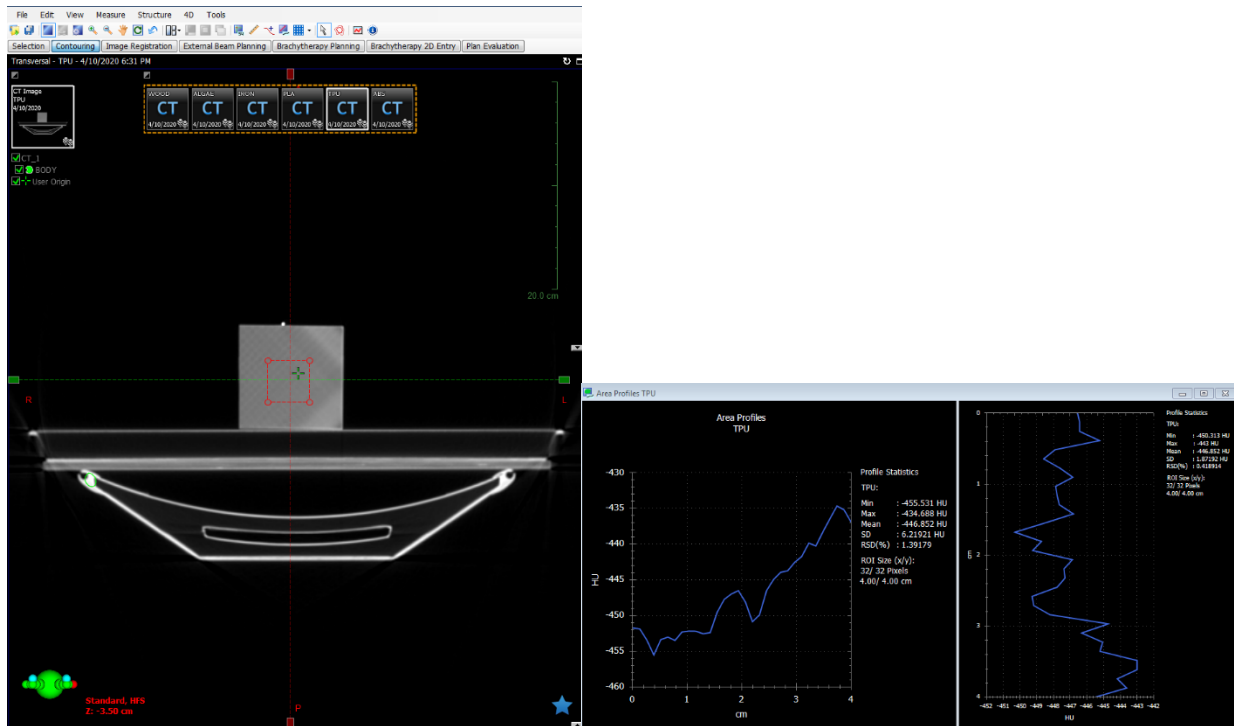 File Edit View Measure Structure 4D Tools
Selection Contouring Image Registration External Beam Planning Brachytherapy Planning Brachytherapy 2D Entry Plan Evaluation
Transversal - TPU - 4/10/2020 6:31 PM
CT Image
TPU
4/10/2020
WOOD ALGAE IRON PLA TPU ABS
CT CT CT CT CT CT
4/10/2020 4/10/2020 4/10/2020 4/10/2020 4/10/2020 4/10/2020
CT_1
BODY
User Origin
20.0 cm
R
L
P
Standard, HFS
Z: -3.50 cm
Area Profiles TPU
Area Profiles
TPU
-430
-435
-440
-445
-450
-455
-460
HU
0 1 2 3 4
cm
Profile Statistics
TPU:
Min : -455.531 HU
Max : -434.688 HU
Mean : -446.852 HU
SD : 6.21921 HU
RSD(%) : 1.39179
ROI Size (x/y):
32/ 32 Pixels
4.00/ 4.00 cm
0
1
2
3
4
cm
-452 -451 -450 -449 -448 -447 -446 -445 -444 -443 -442
HU
Profile Statistics
TPU:
Min : -450.313 HU
Max : -443 HU
Mean : -446.852 HU
SD : 1.87192 HU
RSD(%) : 0.418914
ROI Size (x/y):
32/ 32 Pixels
4.00/ 4.00 cm